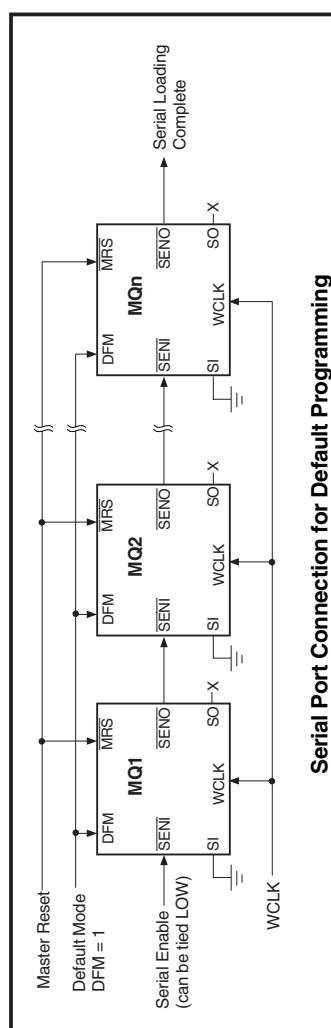 Master Reset
Default Mode
DFM = 1
DFM
MRS
MQ1
SENI
SENO
WCLK
SI
SO
X
DFM
MRS
MQ2
SENI
SENO
WCLK
SI
SO
X
DFM
MRS
MQn
SENI
SENO
WCLK
SI
SO
X
Serial Enable
(can be tied LOW)
Serial Loading
Complete
WCLK
Serial Port Connection for Default Programming